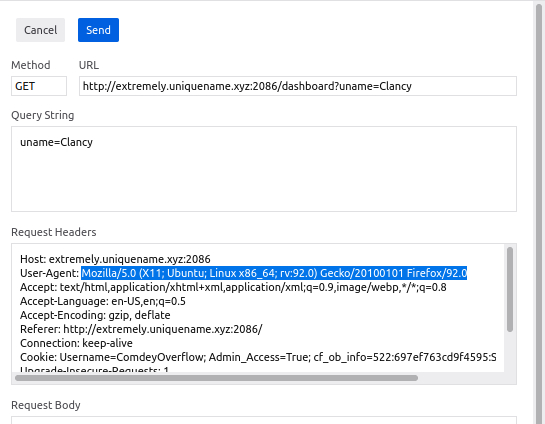 Cancel Send
Method URL
GET http://extremely.uniquename.xyz:2086/dashboard?uname=Clancy
Query String
uname=Clancy
Request Headers
Host: extremely.uniquename.xyz:2086
User-Agent: Mozilla/5.0 (X11; Ubuntu; Linux x86_64; rv:92.0) Gecko/20100101 Firefox/92.0
Accept: text/html,application/xhtml+xml,application/xml;q=0.9,image/webp,*/*;q=0.8
Accept-Language: en-US,en;q=0.5
Accept-Encoding: gzip, deflate
Referer: http://extremely.uniquename.xyz:2086/
Connection: keep-alive
Cookie: Username=ComdeyOverflow; Admin_Access=True; cf_ob_info=522:697ef763cd9f4595:S
Upgrade-Insecure-Requests: 1
Request Body